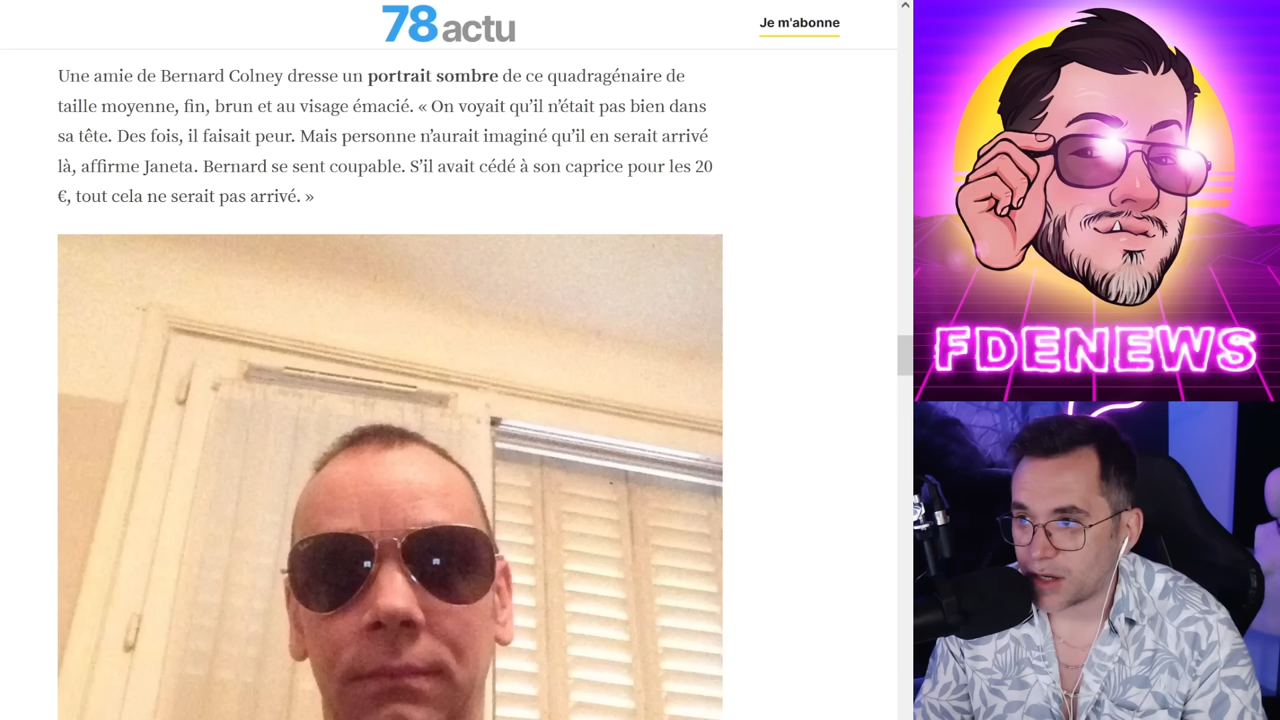 78 actu
Je m'abonne
Une amie de Bernard Colney dresse un portrait sombre de ce quadragénaire de
taille moyenne, fin, brun et au visage émacié. « On voyait qu’il n’était pas bien dans
sa tête. Des fois, il faisait peur. Mais personne n’aurait imaginé qu’il en serait arrivé
là, affirme Janeta. Bernard se sent coupable. S’il avait cédé à son caprice pour les 20
€, tout cela ne serait pas arrivé. »
FDENEWS